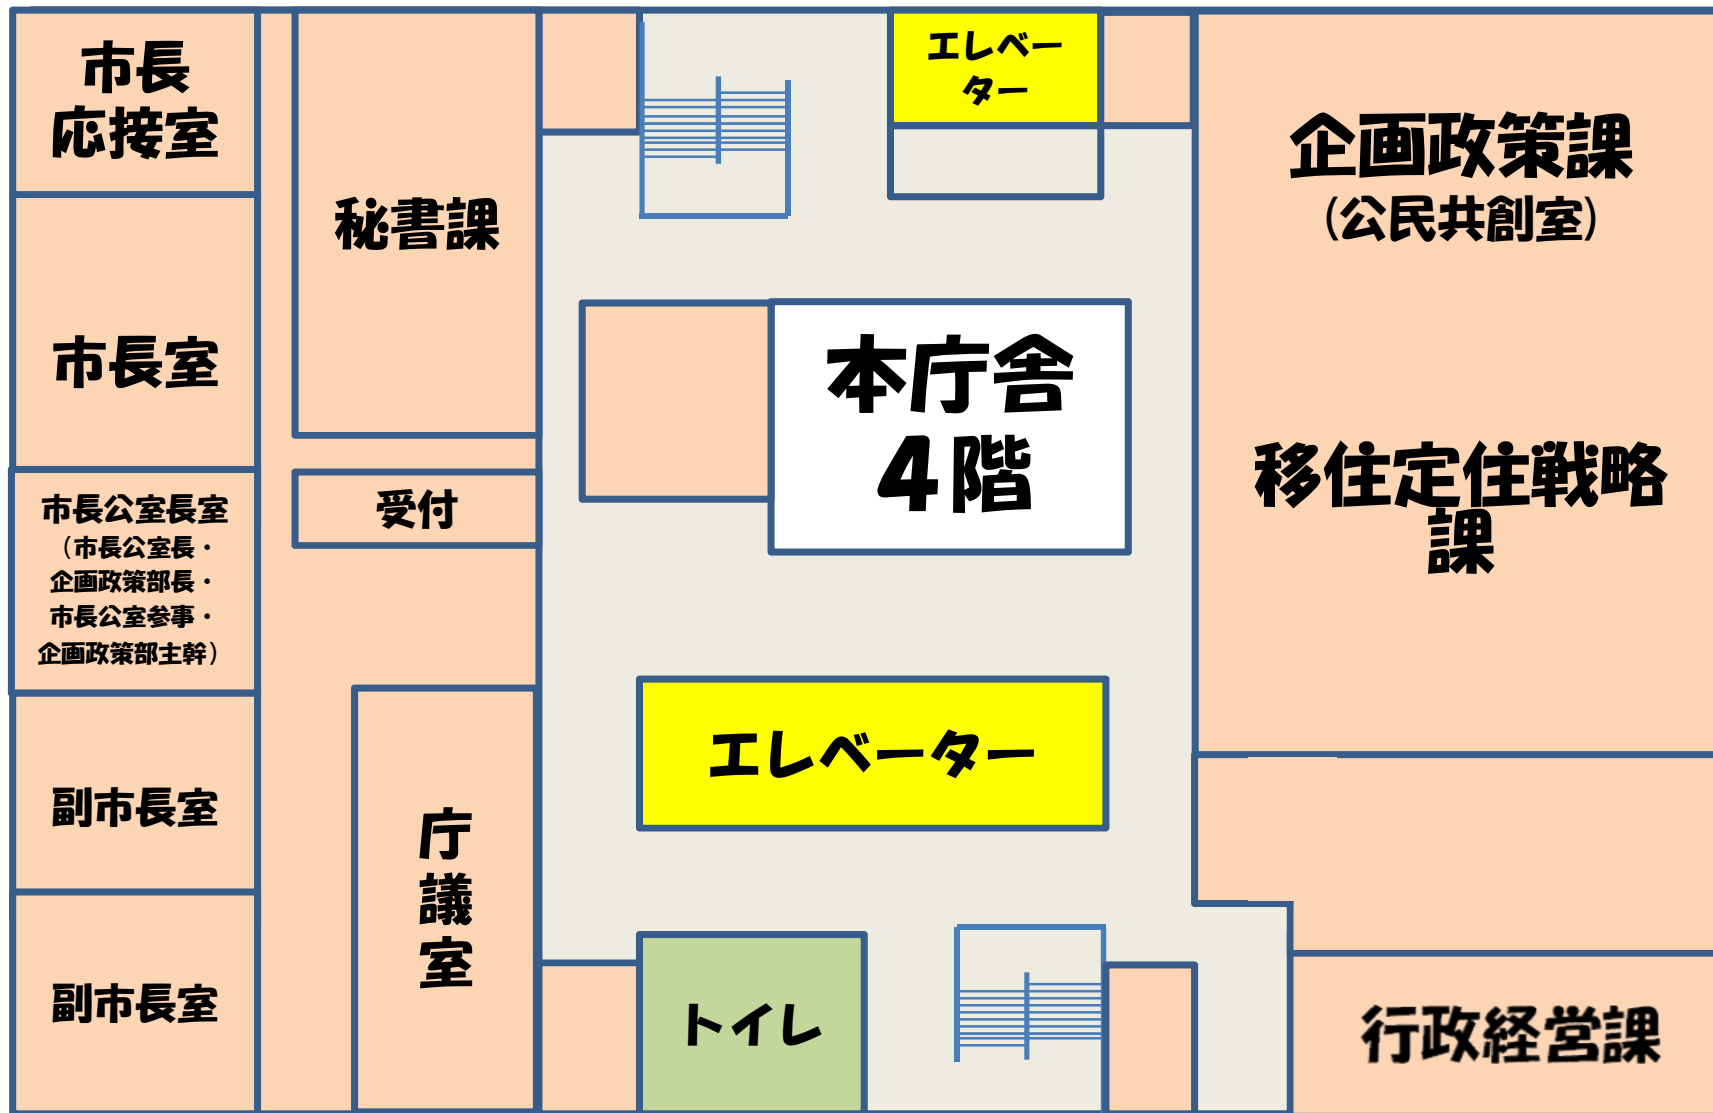 市長
応接室
市長室
市長公室長室
（市長公室長・
企画政策部長・
市長公室参事・
企画政策部主幹）
副市長室
副市長室
秘書課
受付
庁
議
室
エレベー
ター
本庁舎
4階
エレベーター
トイレ
企画政策課
（公民共創室）
移住定住戦略
課
行政経営課